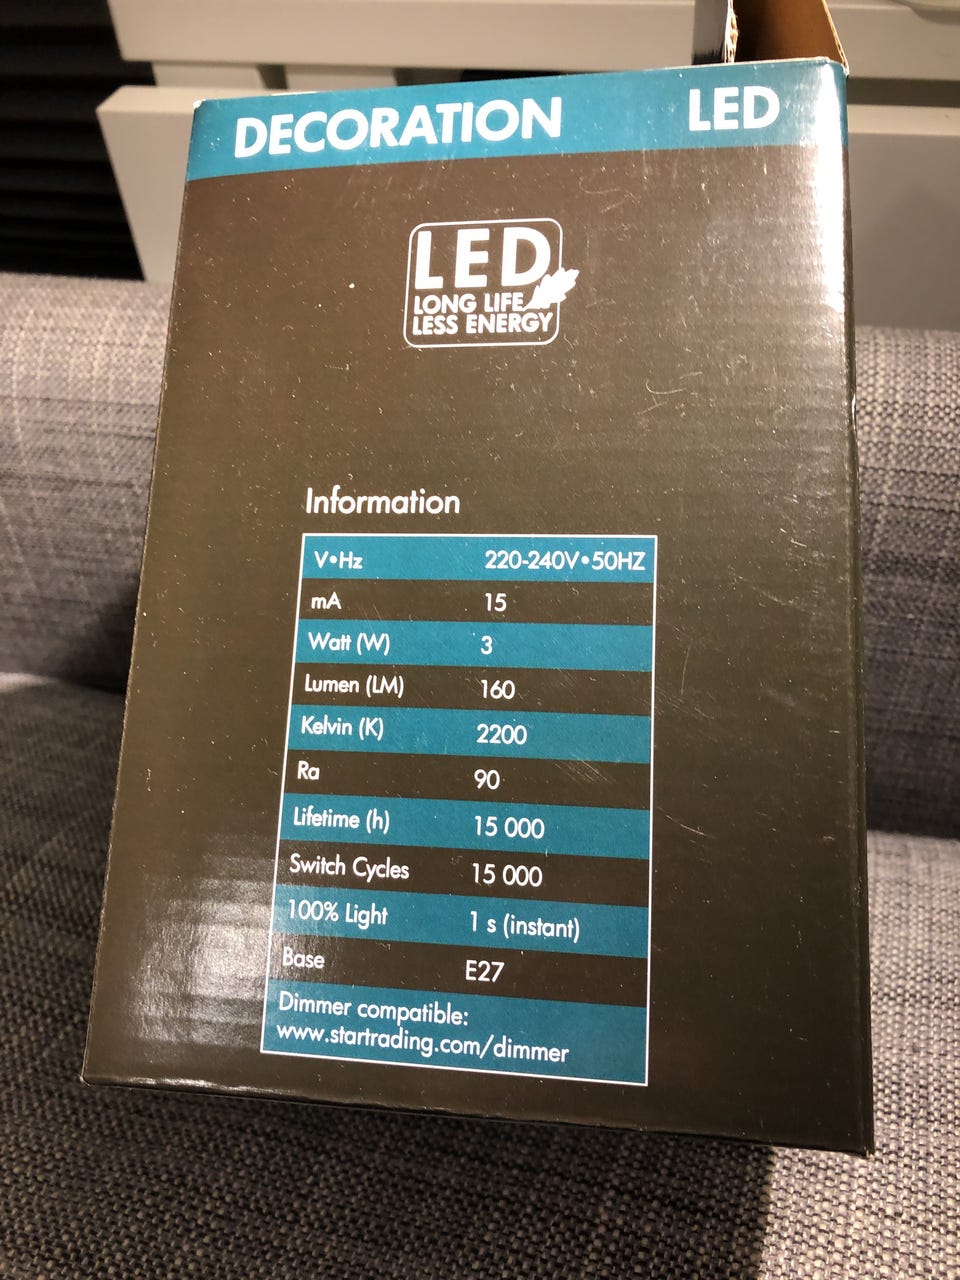 DECORATION LED
LED
LONG LIFE
LESS ENERGY
Information
V•Hz 220-240V•50HZ
mA 15
Watt (W) 3
Lumen (LM) 160
Kelvin (K) 2200
Ra 90
Lifetime (h) 15 000
Switch Cycles 15 000
100% Light 1 s (instant)
Base E27
Dimmer compatible:
www.startrading.com/dimmer